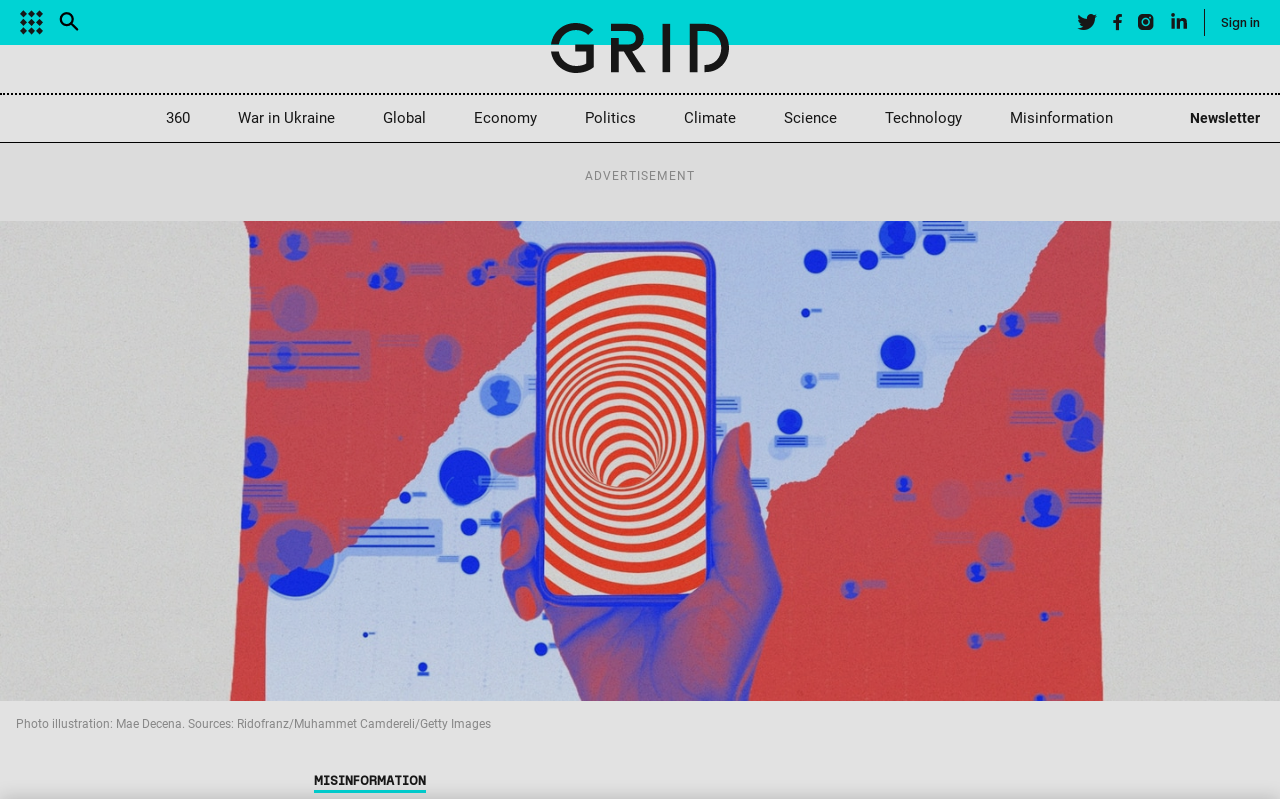 Sign in
GRID
360
War in Ukraine
Global
Economy
Politics
Climate
Science
Technology
Misinformation
Newsletter
ADVERTISEMENT
Photo illustration: Mae Decena. Sources: Ridofranz/Muhammet Camdereli/Getty Images
MISINFORMATION